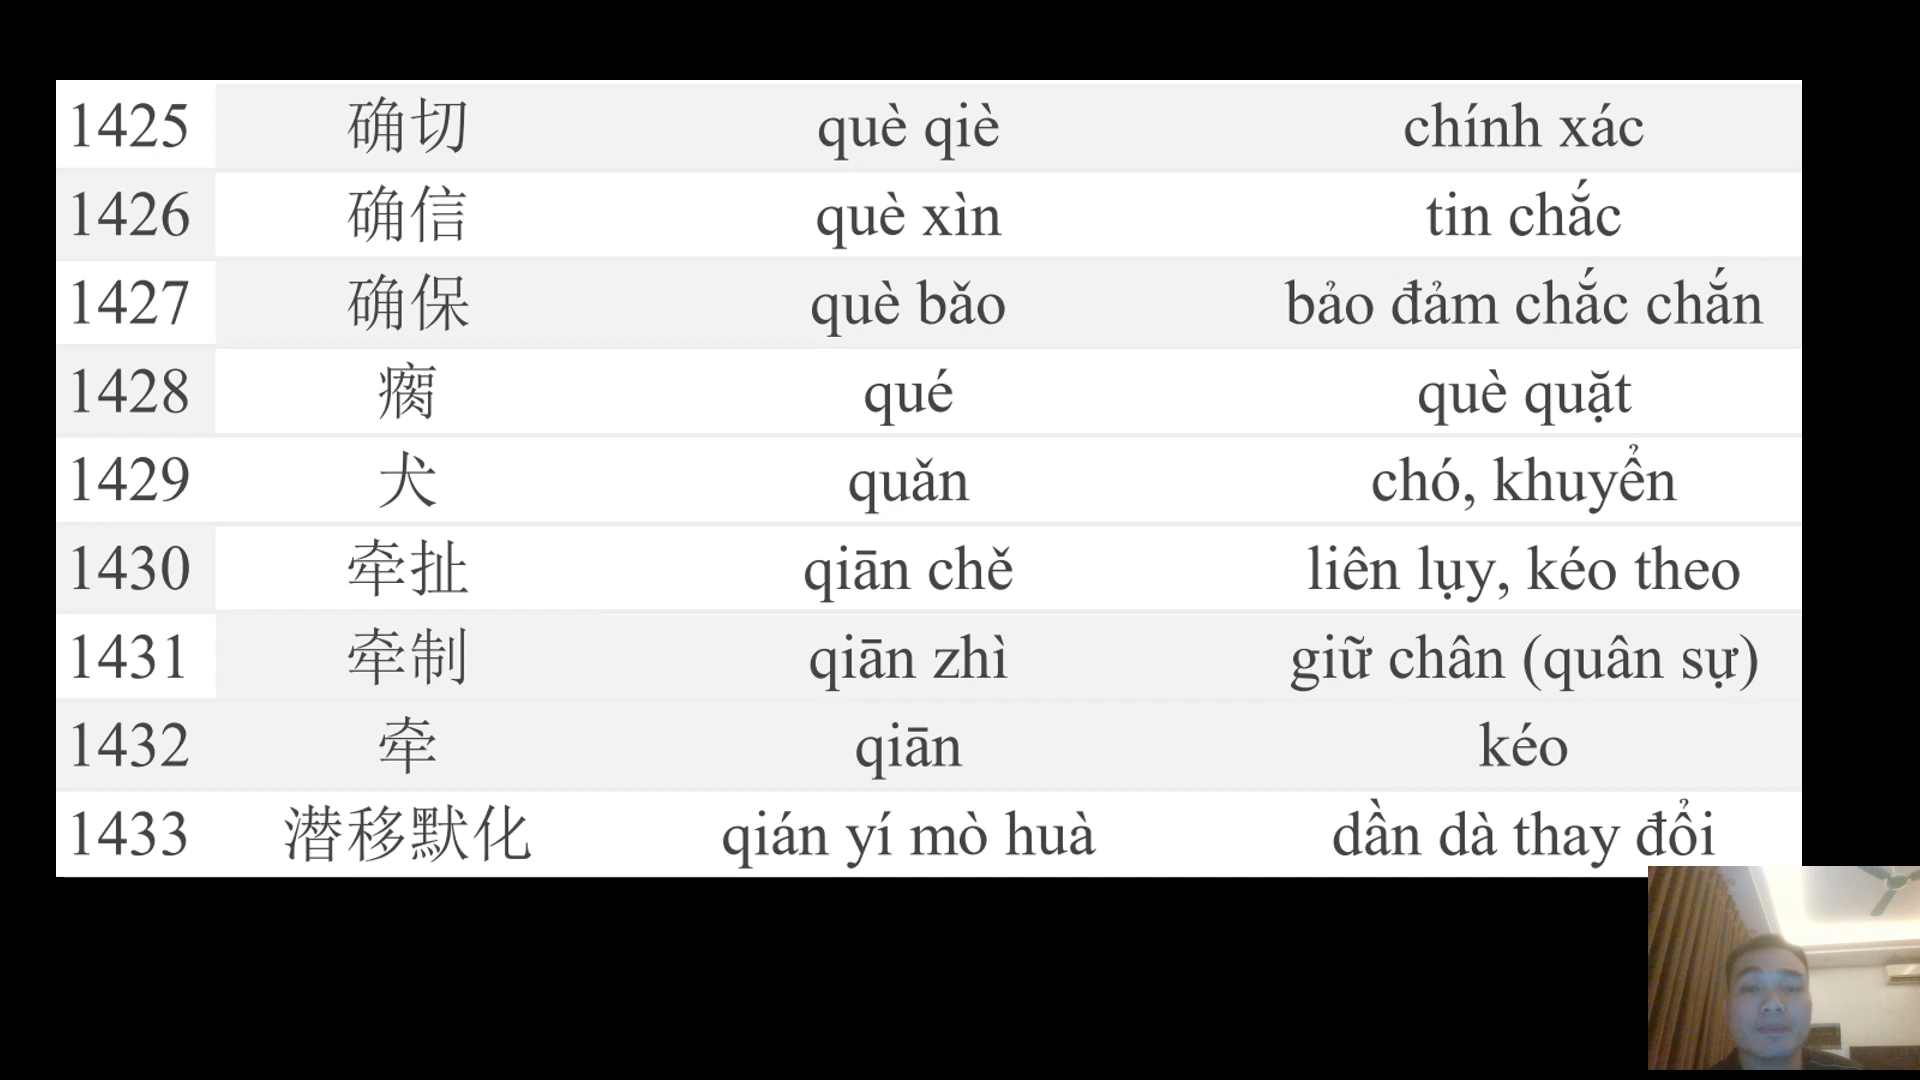 1425 确切 què qiè chính xác
1426 确信 què xìn tin chắc
1427 确保 què bǎo bảo đảm chắc chắn
1428 瘸 qué què quặt
1429 犬 quǎn chó, khuyển
1430 牵扯 qiān chě liên lụy, kéo theo
1431 牵制 qiān zhì giữ chân (quân sự)
1432 牵 qiān kéo
1433 潜移默化 qián yí mò huà dần dà thay đổi